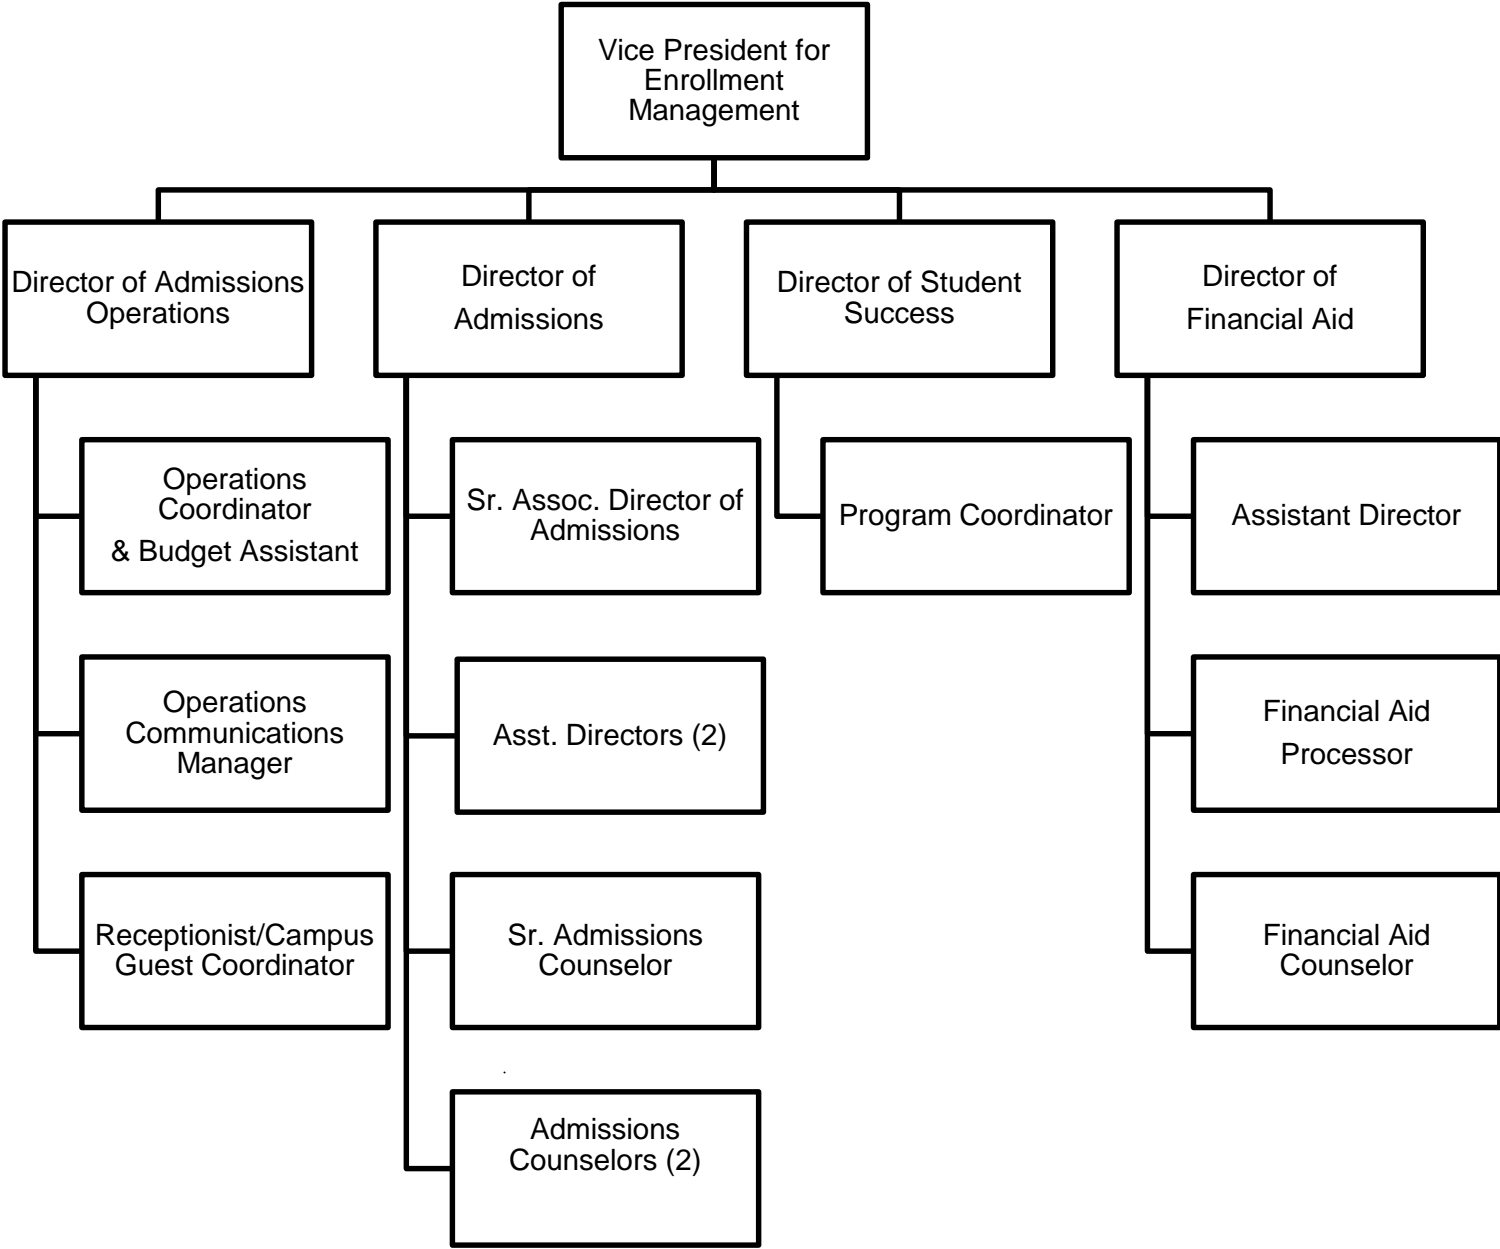 Vice President for
Enrollment
Management
Director of Admissions
Operations
Director of
Admissions
Director of Student
Success
Director of
Financial Aid
Operations
Coordinator
& Budget Assistant
Sr. Assoc. Director of
Admissions
Program Coordinator
Assistant Director
Operations
Communications
Manager
Asst. Directors (2)
Financial Aid
Processor
Receptionist/Campus
Guest Coordinator
Sr. Admissions
Counselor
Financial Aid
Counselor
.
Admissions
Counselors (2)